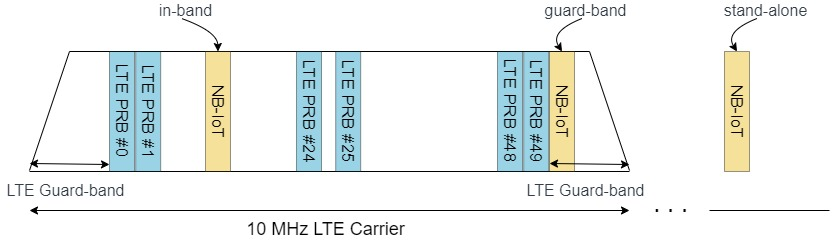 in-band
guard-band
stand-alone
LTE PRB #0
LTE PRB #1
NB-IoT
LTE PRB #24
LTE PRB #25
LTE PRB #48
LTE PRB #49
NB-IoT
NB-IoT
LTE Guard-band
LTE Guard-band
10 MHz LTE Carrier
. . .